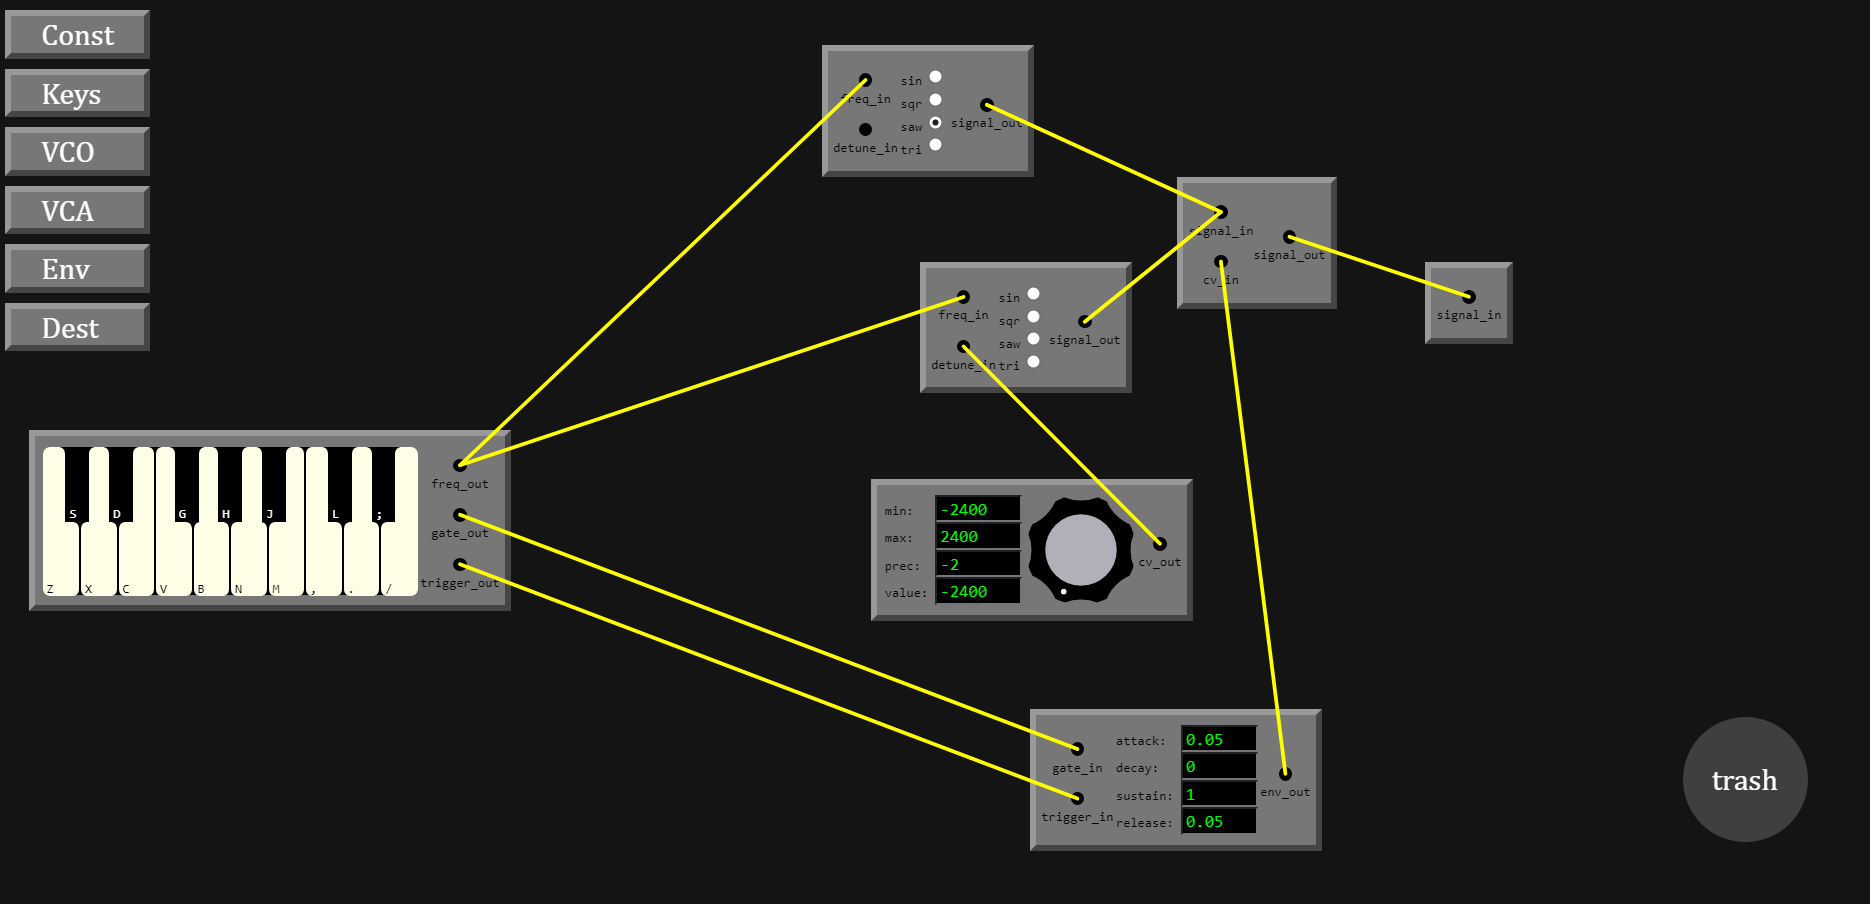 Const
Keys
VCO
VCA
Env
Dest
freq_in
detune_in
sin
sqr
saw
tri
signal_out
signal_in
cv_in
signal_out
signal_in
freq_in
detune_in
sin
sqr
saw
tri
signal_out
S D G H J L ;
Z X C V B N M , . /
freq_out
gate_out
trigger_out
min: -2400
max: 2400
prec: -2
value: -2400
cv_out
gate_in
trigger_in
attack: 0.05
decay: 0
sustain: 1
release: 0.05
env_out
trash